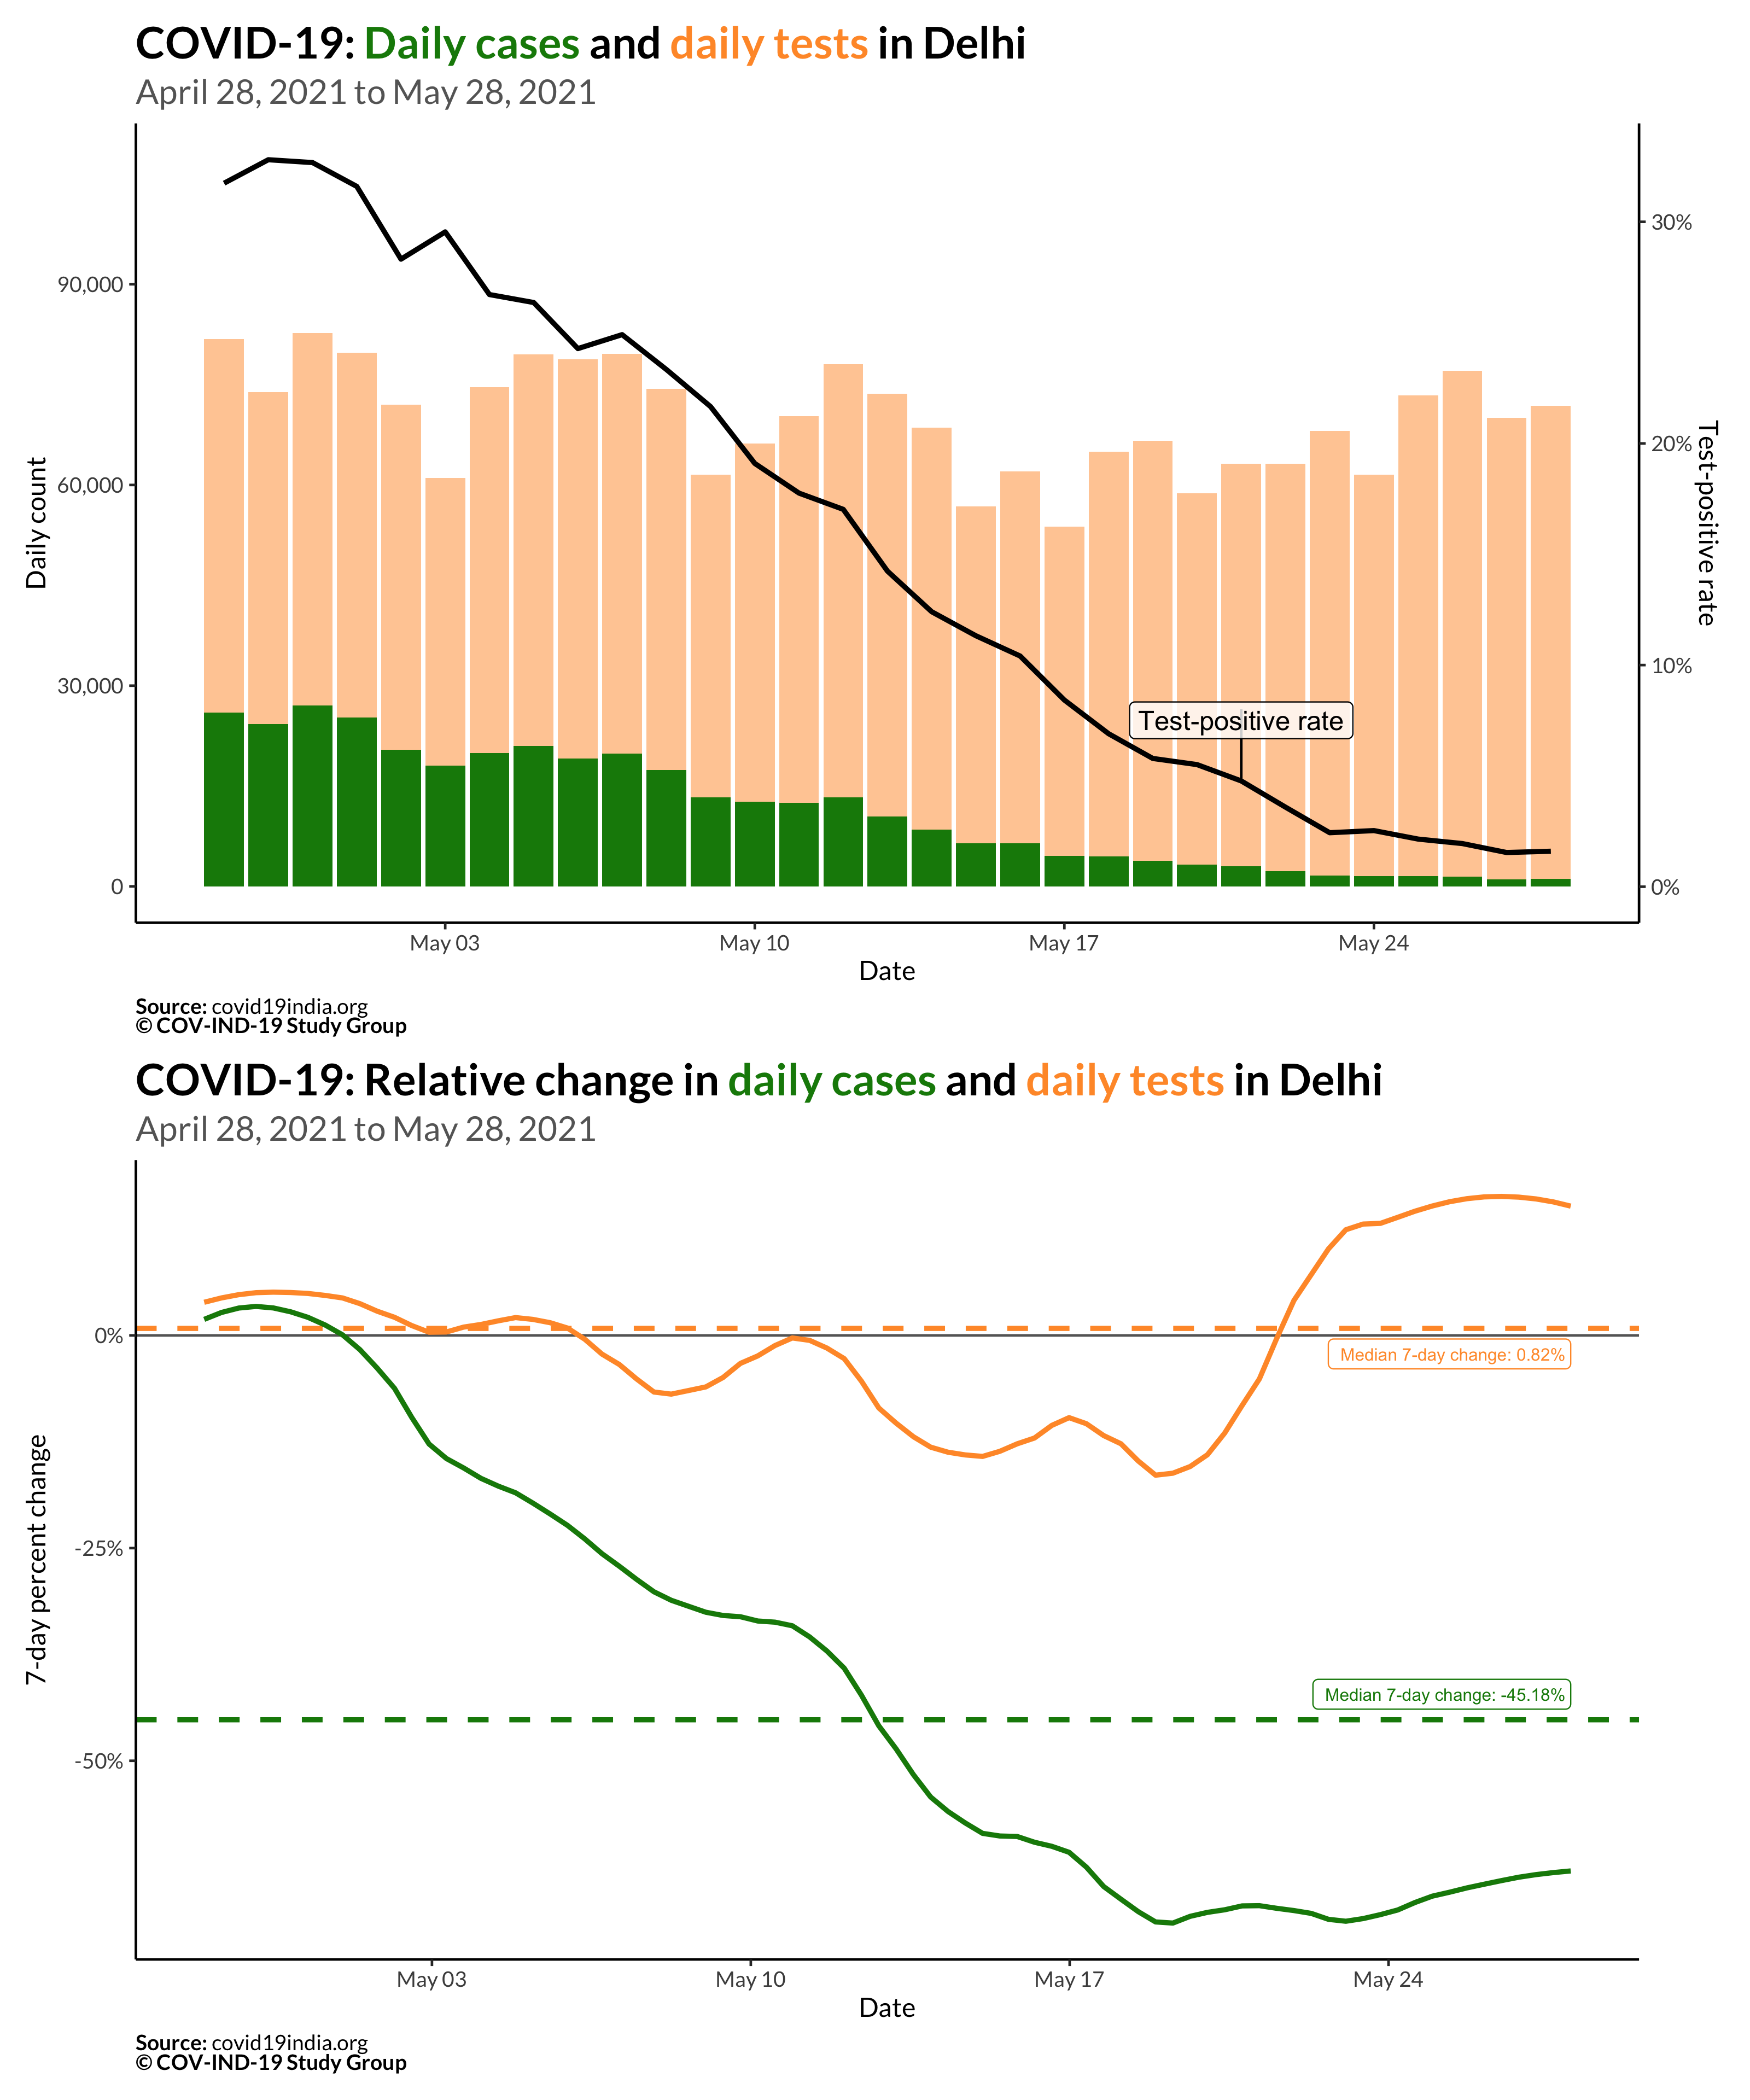 COVID-19: Daily cases and daily tests in Delhi
April 28, 2021 to May 28, 2021
Daily count
90,000
60,000
30,000
0
30%
20%
10%
0%
Test-positive rate
Test-positive rate
May 03
May 10
May 17
May 24
Date
Source: covid19india.org
© COV-IND-19 Study Group
COVID-19: Relative change in daily cases and daily tests in Delhi
April 28, 2021 to May 28, 2021
7-day percent change
0%
-25%
-50%
Median 7-day change: 0.82%
Median 7-day change: -45.18%
May 03
May 10
May 17
May 24
Date
Source: covid19india.org
© COV-IND-19 Study Group